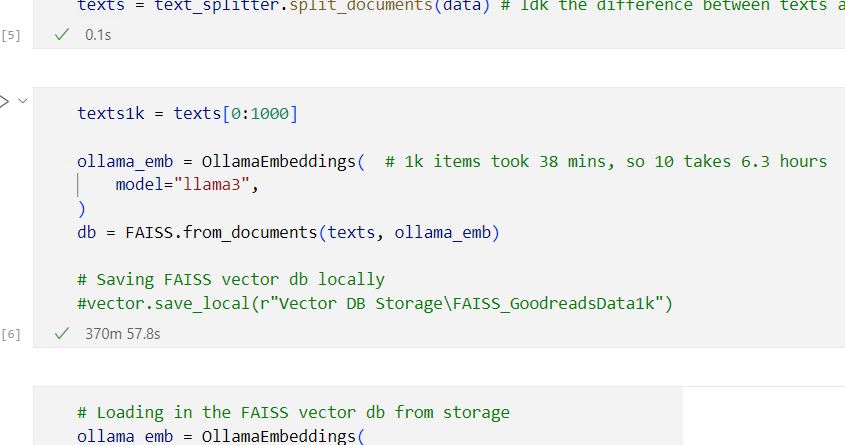 texts = text_splitter.split_documents(data) # Idk the difference between texts a
[5] 0.1s
texts1k = texts[0:1000]
ollama_emb = OllamaEmbeddings(  # 1k items took 38 mins, so 10 takes 6.3 hours
    model="llama3",
)
db = FAISS.from_documents(texts, ollama_emb)
# Saving FAISS vector db locally
#vector.save_local(r"Vector DB Storage\FAISS_GoodreadsData1k")
[6] 370m 57.8s
# Loading in the FAISS vector db from storage
ollama emb = OllamaEmbeddings(